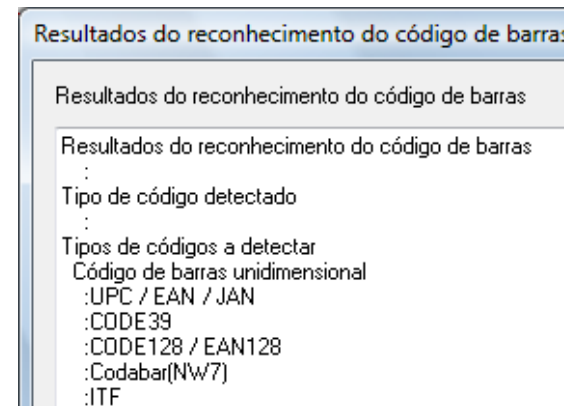 Resultados do reconhecimento do código de barras
Resultados do reconhecimento do código de barras
Resultados do reconhecimento do código de barras
:
Tipo de código detectado
:
Tipos de códigos a detectar
Código de barras unidimensional
:UPC / EAN / JAN
:CODE39
:CODE128 / EAN128
:Codabar(NW7)
:ITF